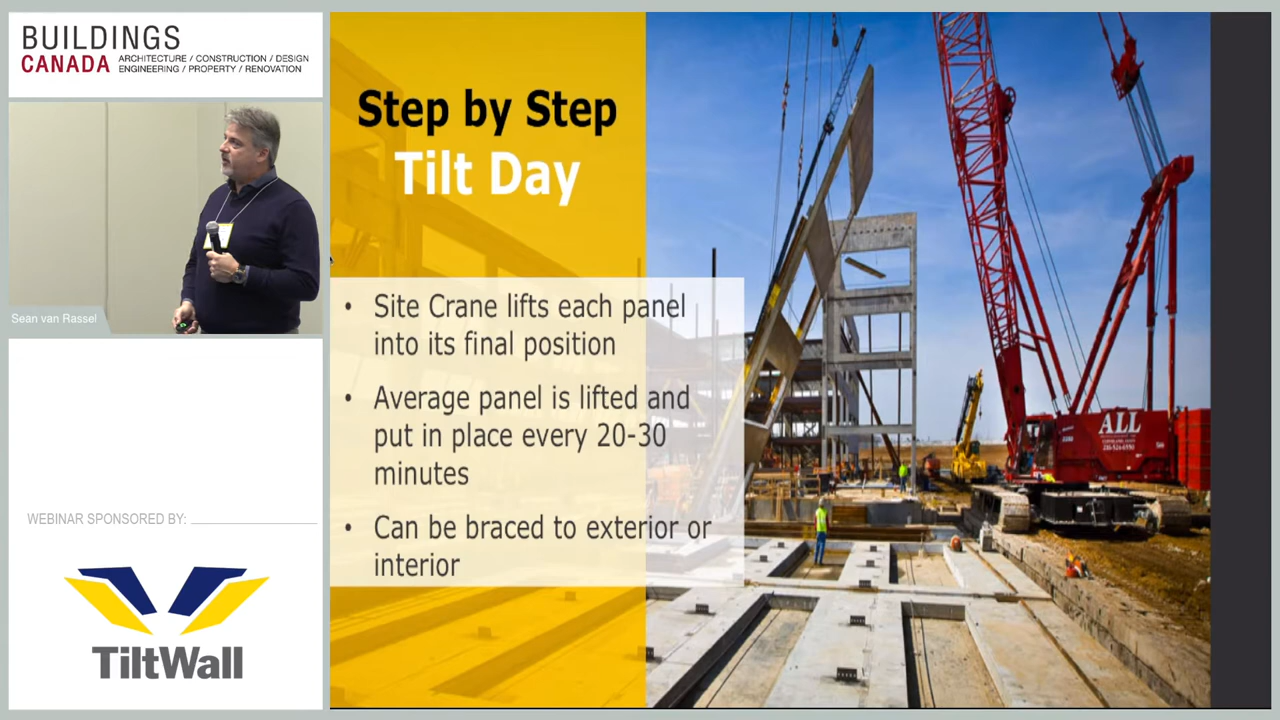 BUILDINGS
CANADA
ARCHITECTURE / CONSTRUCTION / DESIGN
ENGINEERING / PROPERTY / RENOVATION
Sean van Rassel
WEBINAR SPONSORED BY:
TiltWall
Step by Step
Tilt Day
• Site Crane lifts each panel
into its final position
• Average panel is lifted and
put in place every 20-30
minutes
• Can be braced to exterior or
interior
ALL